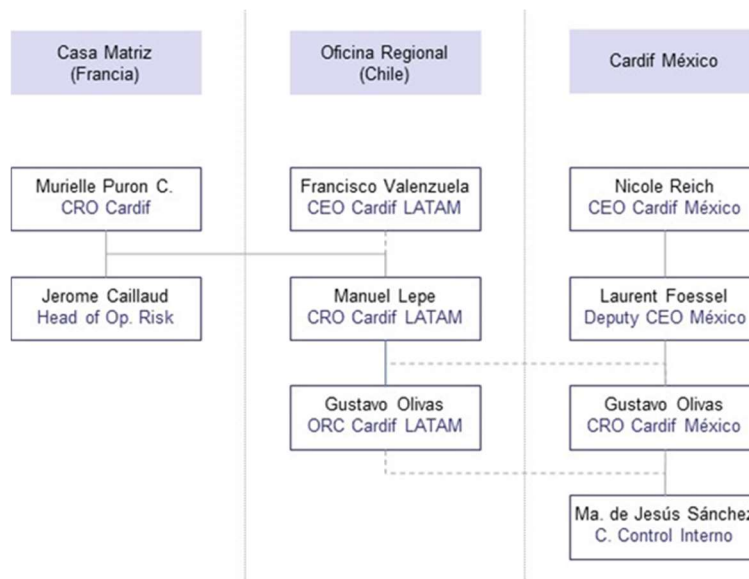 Casa Matriz
(Francia)
Oficina Regional
(Chile)
Cardif México
Murielle Puron C.
CRO Cardif
Francisco Valenzuela
CEO Cardif LATAM
Nicole Reich
CEO Cardif México
Jerome Caillaud
Head of Op. Risk
Manuel Lepe
CRO Cardif LATAM
Laurent Foessel
Deputy CEO México
Gustavo Olivas
ORC Cardif LATAM
Gustavo Olivas
CRO Cardif México
Ma. de Jesús Sánchez
C. Control Interno